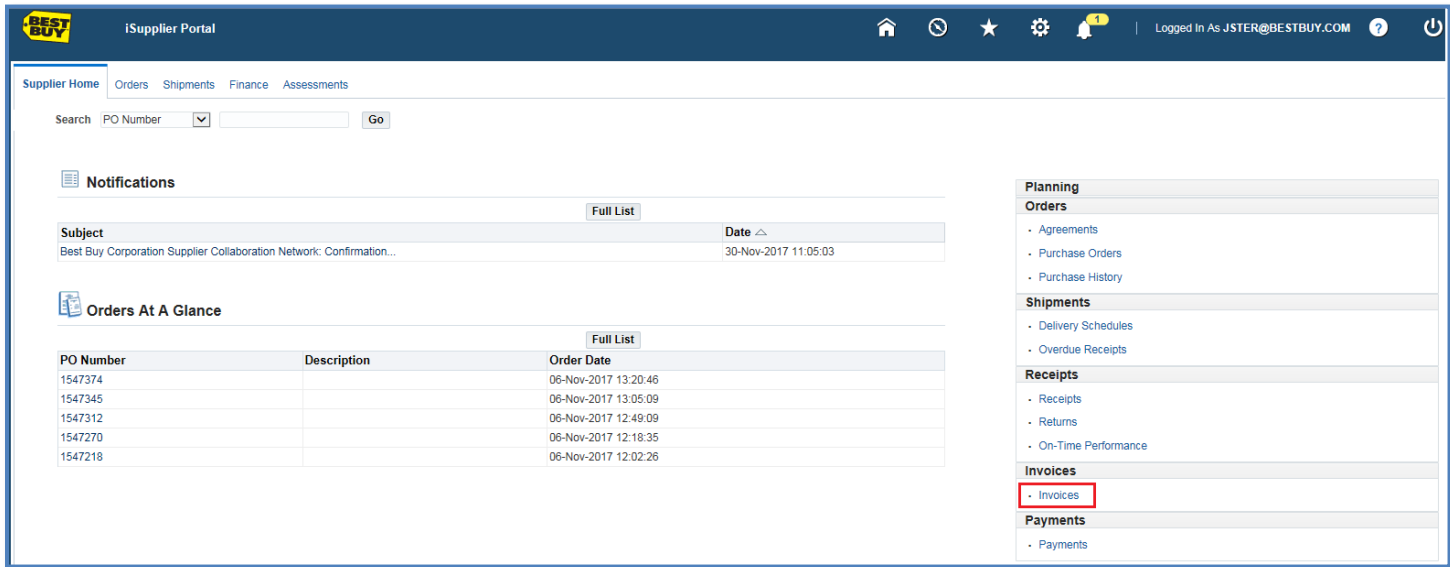 BEST BUY iSupplier Portal 1 | Logged In As JSTER@BESTBUY.COM ?
Supplier Home Orders Shipments Finance Assessments
Search PO Number Go
Notifications
Full List
Subject Date
Best Buy Corporation Supplier Collaboration Network: Confirmation... 30-Nov-2017 11:05:03
Orders At A Glance
Full List
PO Number Description Order Date
1547374 06-Nov-2017 13:20:46
1547345 06-Nov-2017 13:05:09
1547312 06-Nov-2017 12:49:09
1547270 06-Nov-2017 12:18:35
1547218 06-Nov-2017 12:02:26
Planning
Orders
• Agreements
• Purchase Orders
• Purchase History
Shipments
• Delivery Schedules
• Overdue Receipts
Receipts
• Receipts
• Returns
• On-Time Performance
Invoices
• Invoices
Payments
• Payments